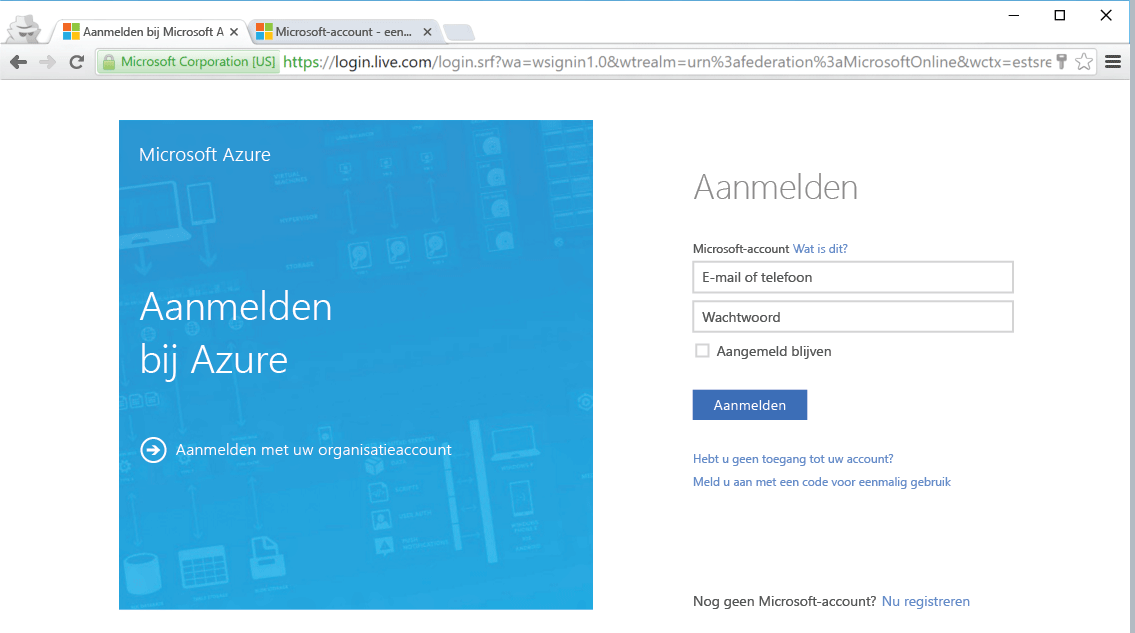 Aanmelden bij Microsoft A
Microsoft-account - een...
Microsoft Corporation [US]
https://login.live.com/login.srf?wa=wsignin1.0&wtrealm=urn%3afederation%3aMicrosoftOnline&wctx=estsre
Microsoft Azure
Aanmelden
bij Azure
Aanmelden met uw organisatieaccount
Aanmelden
Microsoft-account Wat is dit?
E-mail of telefoon
Wachtwoord
Aangemeld blijven
Aanmelden
Hebt u geen toegang tot uw account?
Meld u aan met een code voor eenmalig gebruik
Nog geen Microsoft-account? Nu registreren